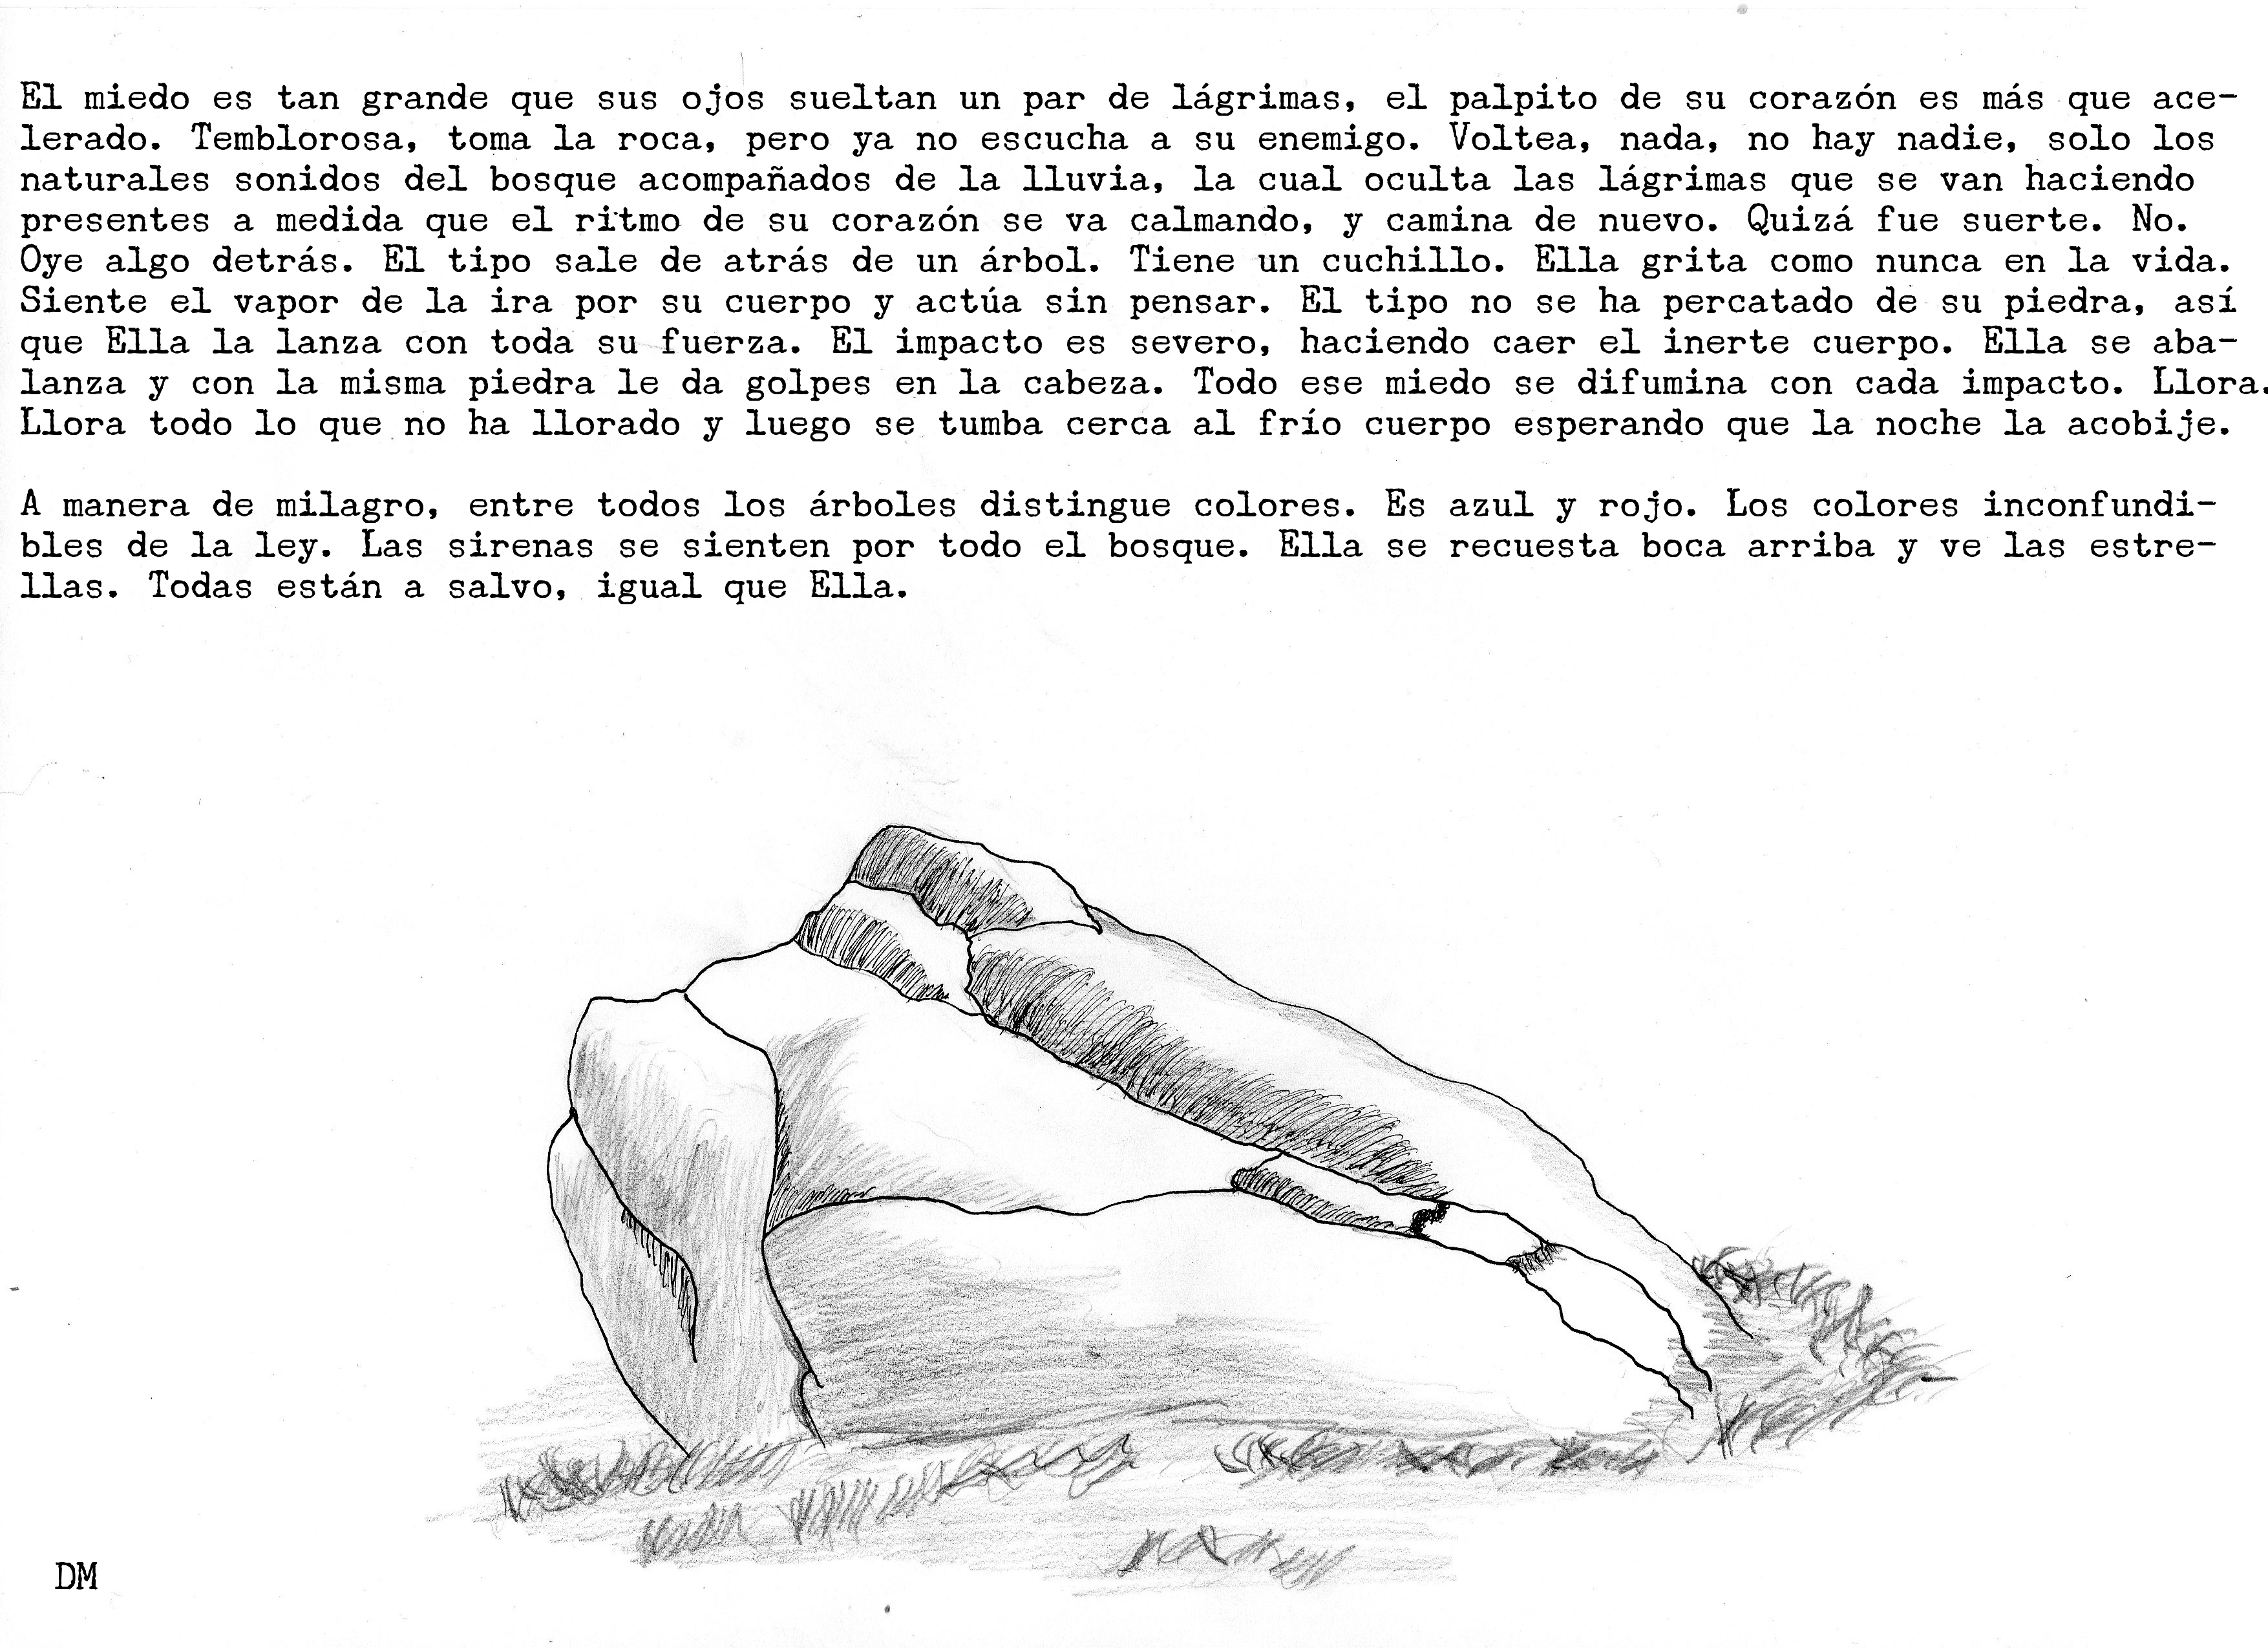 El miedo es tan grande que sus ojos sueltan un par de lágrimas, el palpito de su corazón es más que ace-
lerado. Temblorosa, toma la roca, pero ya no escucha a su enemigo. Voltea, nada, no hay nadie, solo los
naturales sonidos del bosque acompañados de la lluvia, la cual oculta las lágrimas que se van haciendo
presentes a medida que el ritmo de su corazón se va calmando, y camina de nuevo. Quizá fue suerte. No.
Oye algo detrás. El tipo sale de atrás de un árbol. Tiene un cuchillo. Ella grita como nunca en la vida.
Siente el vapor de la ira por su cuerpo y actúa sin pensar. El tipo no se ha percatado de su piedra, así
que Ella la lanza con toda su fuerza. El impacto es severo, haciendo caer el inerte cuerpo. Ella se aba-
lanza y con la misma piedra le da golpes en la cabeza. Todo ese miedo se difumina con cada impacto. Llora.
Llora todo lo que no ha llorado y luego se tumba cerca al frío cuerpo esperando que la noche la acobije.
A manera de milagro, entre todos los árboles distingue colores. Es azul y rojo. Los colores inconfundi-
bles de la ley. Las sirenas se sienten por todo el bosque. Ella se recuesta boca arriba y ve las estre-
llas. Todas están a salvo, igual que Ella.
DM